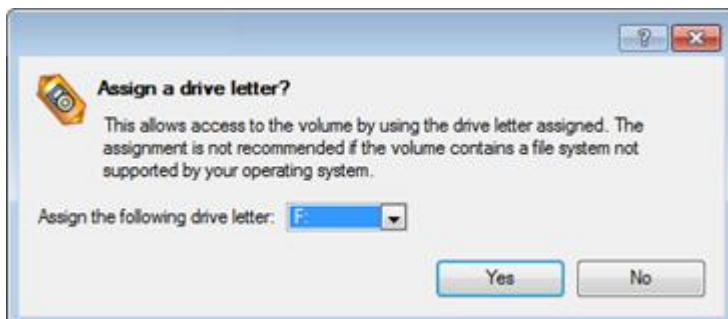 Assign a drive letter?
This allows access to the volume by using the drive letter assigned. The
assignment is not recommended if the volume contains a file system not
supported by your operating system.
Assign the following drive letter: F:
Yes No